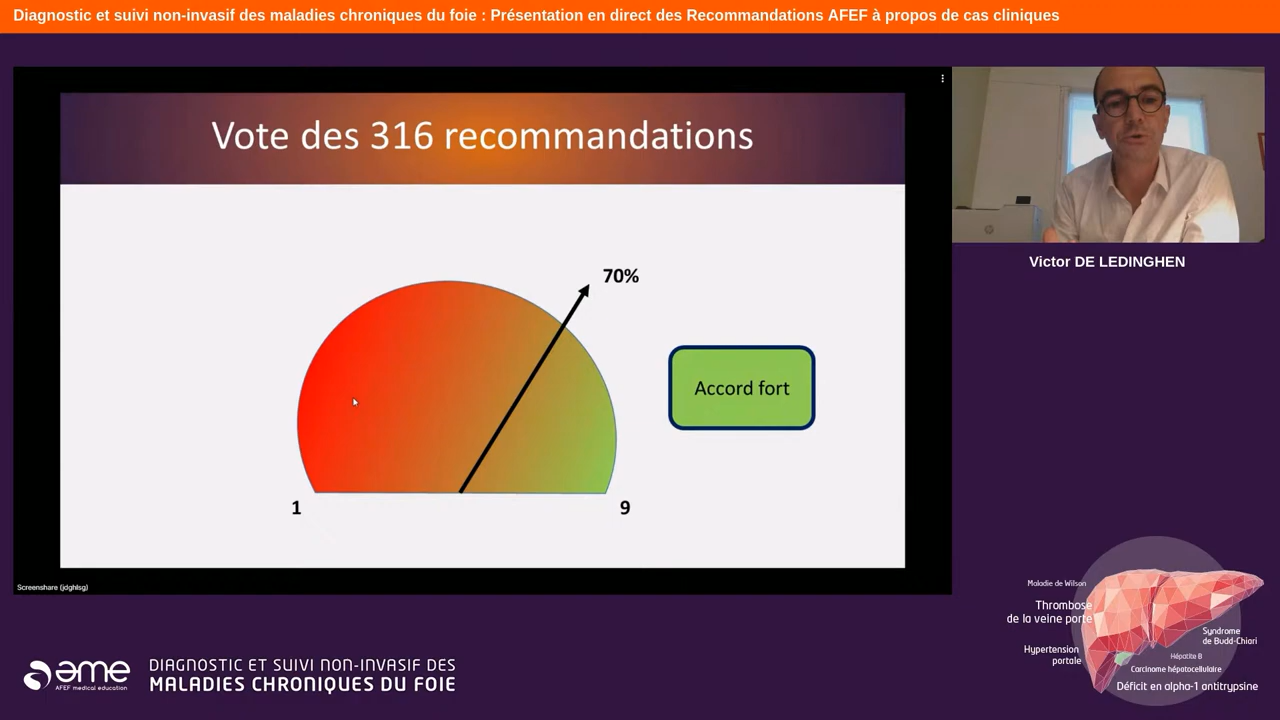 Diagnostic et suivi non-invasif des maladies chroniques du foie : Présentation en direct des Recommandations AFEF à propos de cas cliniques
Vote des 316 recommandations
70%
Accord fort
1
9
Screenshare (jdghlsg)
Victor DE LEDINGHEN
Maladie de Wilson
Thrombose
de la veine porte
Syndrome
de Budd-Chiari
Hypertension
portale
Hépatite B
Carcinome hépatocellulaire
Déficit en alpha-1 antitrypsine
ame
AFEF medical education
DIAGNOSTIC ET SUIVI NON-INVASIF DES
MALADIES CHRONIQUES DU FOIE